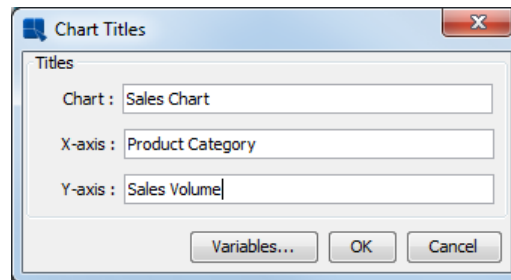 Chart Titles
Titles
Chart : Sales Chart
X-axis : Product Category
Y-axis : Sales Volume
Variables... OK Cancel